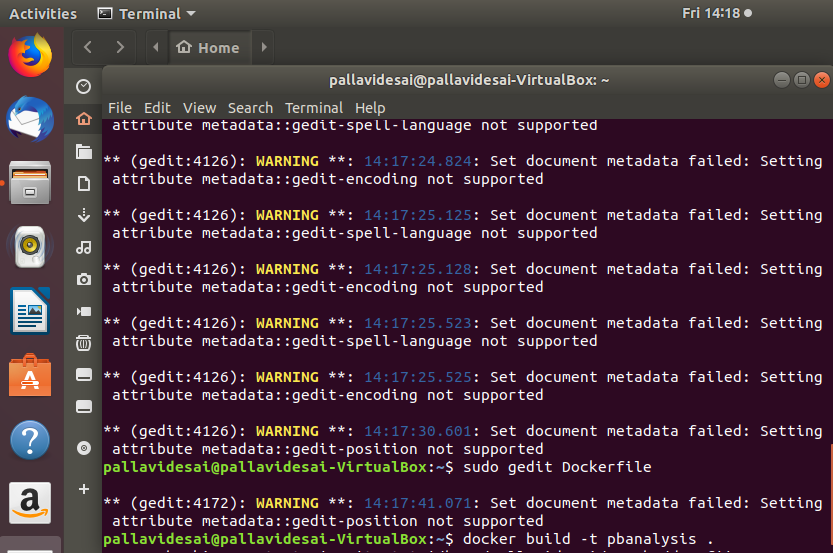 Activities
Terminal
Fri 14:18
Home
pallavidesai@pallavidesai-VirtualBox: ~
File Edit View Search Terminal Help
attribute metadata::gedit-spell-language not supported
** (gedit:4126): WARNING **: 14:17:24.824: Set document metadata failed: Setting
attribute metadata::gedit-encoding not supported
** (gedit:4126): WARNING **: 14:17:25.125: Set document metadata failed: Setting
attribute metadata::gedit-spell-language not supported
** (gedit:4126): WARNING **: 14:17:25.128: Set document metadata failed: Setting
attribute metadata::gedit-encoding not supported
** (gedit:4126): WARNING **: 14:17:25.523: Set document metadata failed: Setting
attribute metadata::gedit-spell-language not supported
** (gedit:4126): WARNING **: 14:17:25.525: Set document metadata failed: Setting
attribute metadata::gedit-encoding not supported
** (gedit:4126): WARNING **: 14:17:30.601: Set document metadata failed: Setting
attribute metadata::gedit-position not supported
pallavidesai@pallavidesai-VirtualBox:~$ sudo gedit Dockerfile
** (gedit:4172): WARNING **: 14:17:41.071: Set document metadata failed: Setting
attribute metadata::gedit-position not supported
pallavidesai@pallavidesai-VirtualBox:~$ docker build -t pbanalysis .